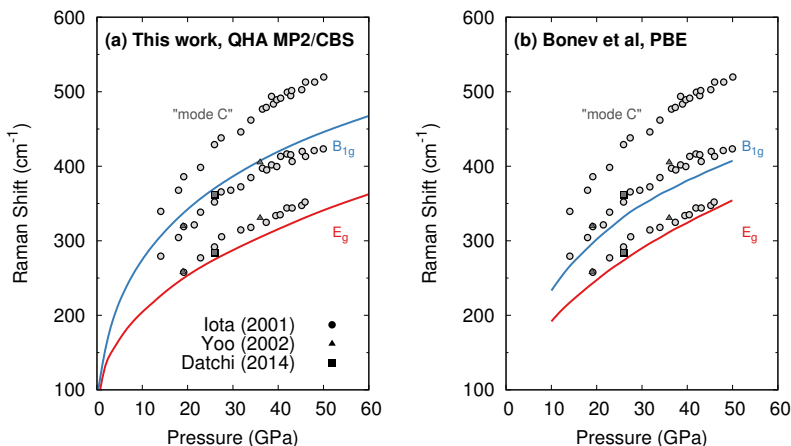 (a) This work, QHA MP2/CBS
Raman Shift (cm⁻¹)
600
500
400
300
200
100
"mode C"
B1g
Eg
Iota (2001)
Yoo (2002)
Datchi (2014)
0 10 20 30 40 50 60
Pressure (GPa)
(b) Bonev et al, PBE
Raman Shift (cm⁻¹)
600
500
400
300
200
100
"mode C"
B1g
Eg
0 10 20 30 40 50 60
Pressure (GPa)